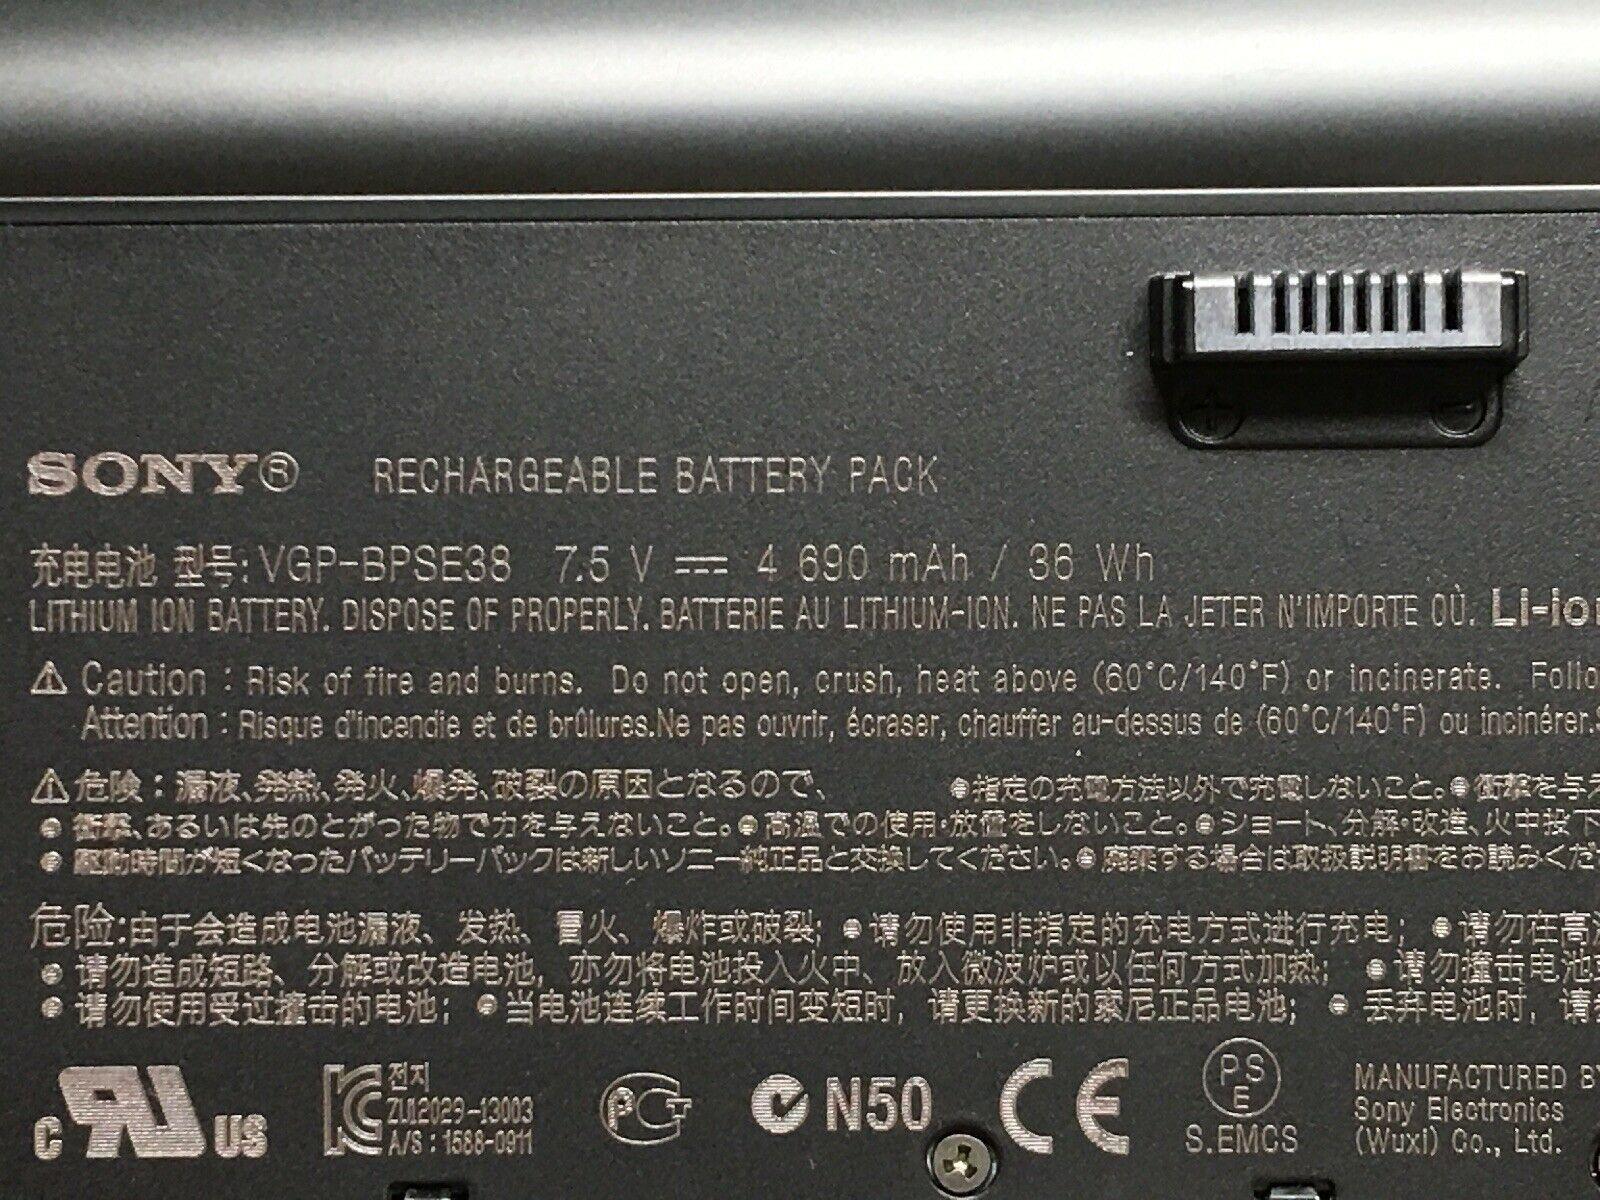 SONY® RECHARGEABLE BATTERY PACK
充电电池 型号:VGP-BPSE38 7.5 V ⎓ 4 690 mAh / 36 Wh
LITHIUM ION BATTERY. DISPOSE OF PROPERLY. BATTERIE AU LITHIUM-ION. NE PAS LA JETER N'IMPORTE OÙ. Li-ion
⚠ Caution : Risk of fire and burns. Do not open, crush, heat above (60°C/140°F) or incinerate. Follo
Attention : Risque d'incendie et de brûlures.Ne pas ouvrir, écraser, chauffer au-dessus de (60°C/140°F) ou incinérer.S
⚠ 危険：漏液、発熱、発火、爆発、破裂の原因となるので、 ●指定の充電方法以外で充電しないこと。●衝撃を与え
●衝撃、あるいは先のとがった物で力を与えないこと。●高温での使用・放置をしないこと。●ショート、分解・改造、火中投下
●駆動時間が短くなったバッテリーパックは新しいソニー純正品と交換してください。●廃棄する場合は取扱説明書をお読みくだ
危险:由于会造成电池漏液、发热、冒火、爆炸或破裂; ●请勿使用非指定的充电方式进行充电; ●请勿在高温
●请勿造成短路、分解或改造电池, 亦勿将电池投入火中、放入微波炉或以任何方式加热; ●请勿撞击电池
●请勿使用受过撞击的电池; ●当电池连续工作时间变短时, 请更换新的索尼正品电池; ●丢弃电池时, 请
C UL US
전지
ZU12029-13003
A/S : 1588-0911
PCT
N50
CE
PSE
S.EMCS
MANUFACTURED BY
Sony Electronics
(Wuxi) Co., Ltd.